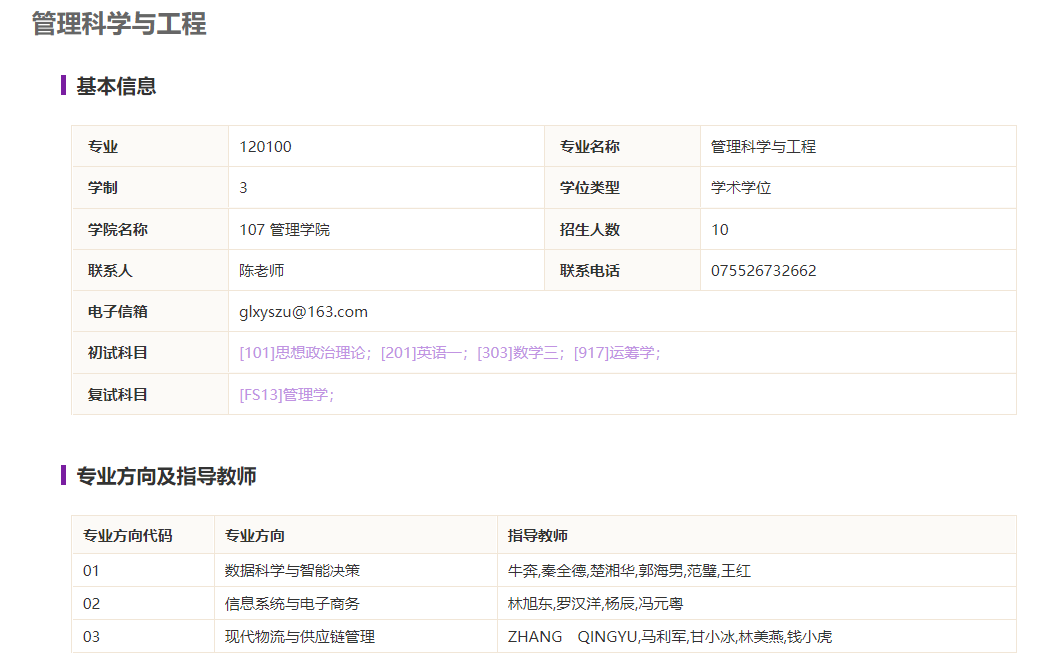 管理科学与工程
基本信息
专业 120100 专业名称 管理科学与工程
学制 3 学位类型 学术学位
学院名称 107 管理学院 招生人数 10
联系人 陈老师 联系电话 075526732662
电子信箱 glxyszu@163.com
初试科目 [101]思想政治理论; [201]英语一; [303]数学三; [917]运筹学;
复试科目 [FS13]管理学;
专业方向及指导教师
专业方向代码 专业方向 指导教师
01 数据科学与智能决策 牛奔,秦全德,楚湘华,郭海男,范璧,王红
02 信息系统与电子商务 林旭东,罗汉洋,杨辰,冯元粤
03 现代物流与供应链管理 ZHANG QINGYU,马利军,甘小冰,林美燕,钱小虎